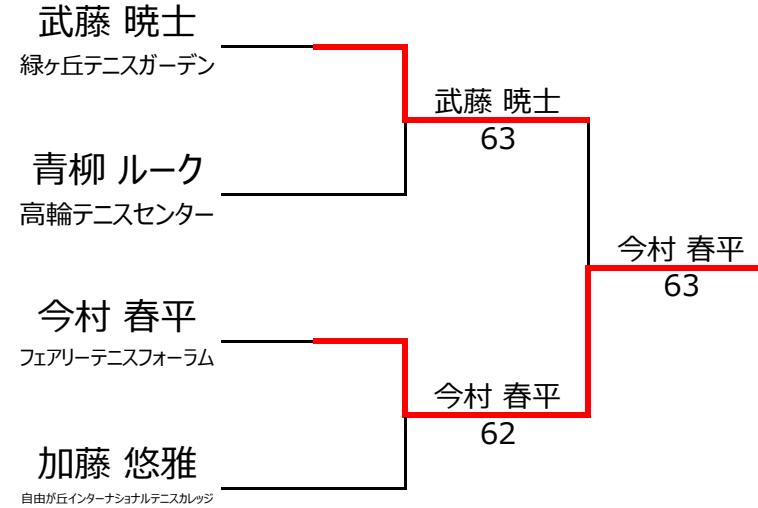 武藤 暁士
緑ヶ丘テニスガーデン
武藤 暁士
63
青柳 ルーク
高輪テニスセンター
今村 春平
63
今村 春平
フェアリーテニスフォーラム
今村 春平
62
加藤 悠雅
自由が丘インターナショナルテニスカレッジ